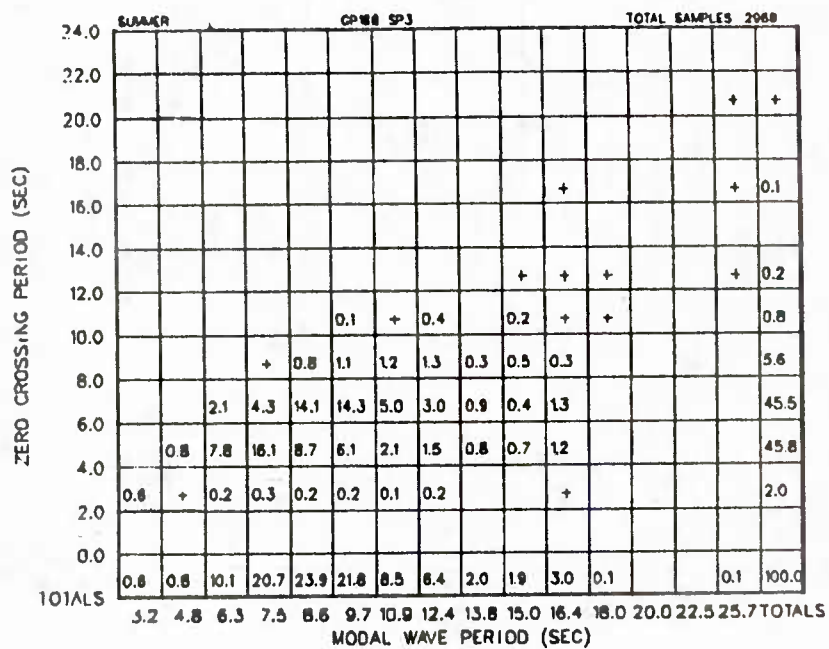 SUMMER GP188 SP3 TOTAL SAMPLES 2968
24.0
22.0
+ +
20.0
18.0
+ + 0.1
16.0
14.0
+ + + + 0.2
12.0
0.1 + 0.4 0.2 + + 0.8
10.0
+ 0.8 1.1 1.2 1.3 0.3 0.5 0.3 5.6
8.0
2.1 4.3 14.1 14.3 5.0 3.0 0.9 0.4 1.3 45.5
6.0
0.8 7.8 16.1 8.7 6.1 2.1 1.5 0.8 0.7 1.2 45.8
4.0
0.6 + 0.2 0.3 0.2 0.2 0.1 0.2 + 2.0
2.0
0.0
0.6 0.8 10.1 20.7 23.9 21.8 8.5 6.4 2.0 1.9 3.0 0.1 0.1 100.0
TOTALS
3.2 4.8 6.3 7.5 8.6 9.7 10.9 12.4 13.8 15.0 16.4 18.0 20.0 22.5 25.7 TOTALS
MODAL WAVE PERIOD (SEC)
ZERO CROSSING PERIOD (SEC)